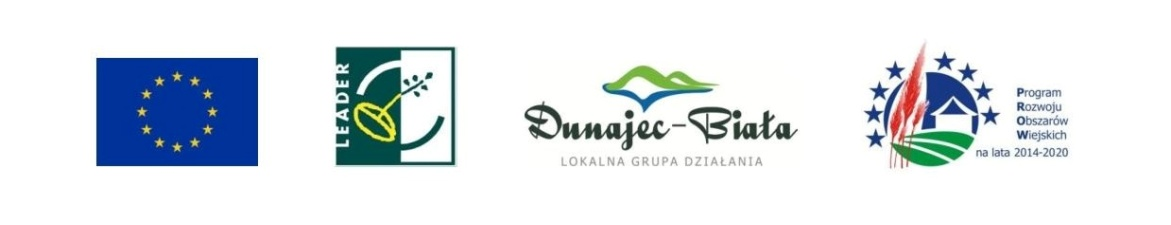 LEADER
Dunajec-Biała
LOKALNA GRUPA DZIAŁANIA
Program
Rozwoju
Obszarów
Wiejskich
na lata 2014-2020